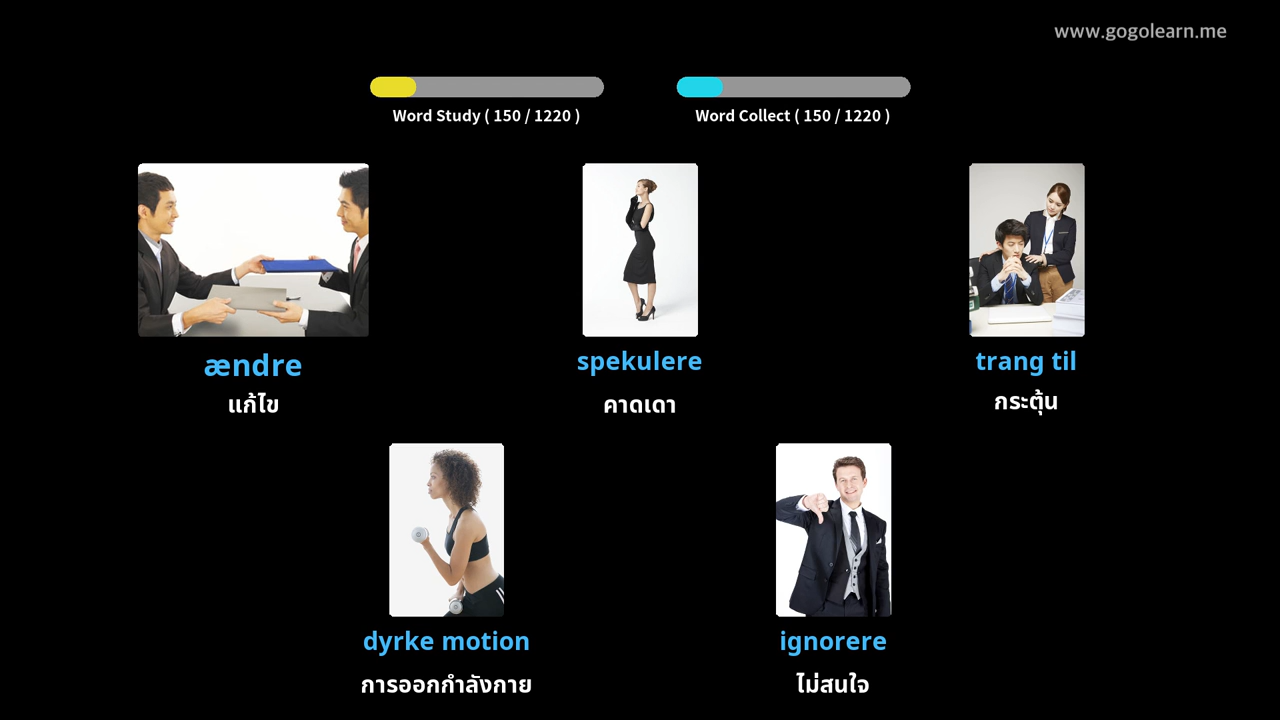 www.gogolearn.me
Word Study ( 150 / 1220 )
Word Collect ( 150 / 1220 )
ændre
แก้ไข
spekulere
คาดเดา
trang til
กระตุ้น
dyrke motion
การออกกำลังกาย
ignorere
ไม่สนใจ